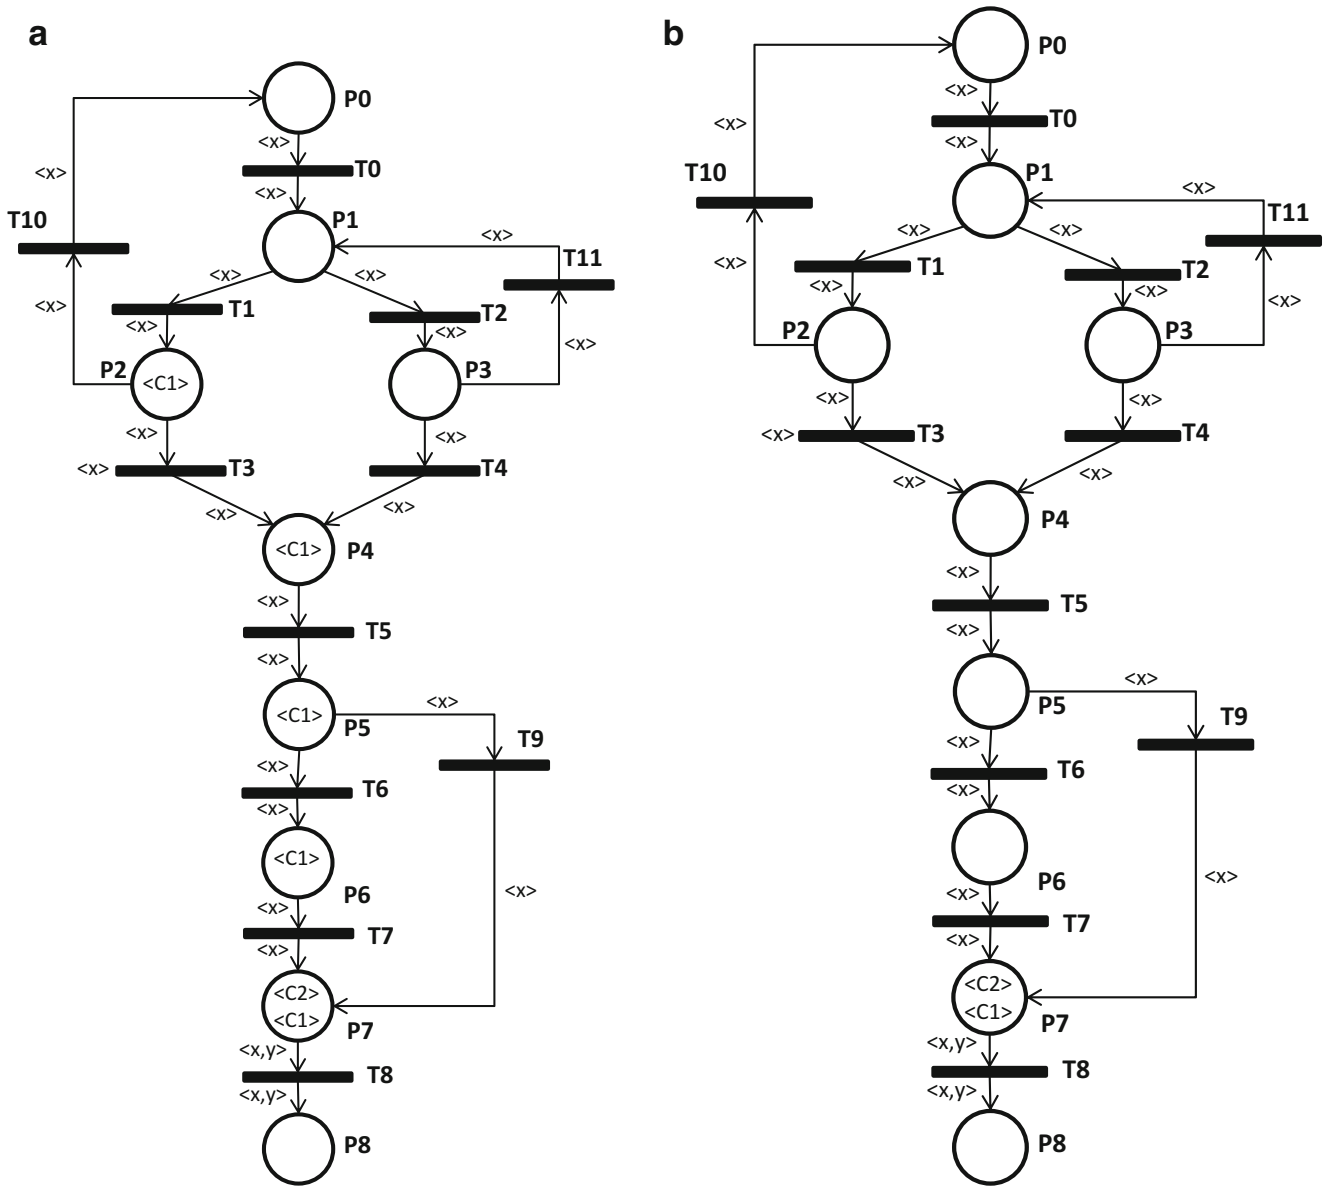 a
P0
<x>
T0
<x>
<x>
T10
P1
<x>
T11
<x>
<x>
<x>
T1
T2
<x>
<x>
<x>
P2
<C1>
P3
<x>
<x>
<x>
T3
T4
<x>
<x>
<C1>
P4
<x>
T5
<x>
<C1>
P5
<x>
T9
<x>
T6
<x>
<C1>
P6
<x>
<x>
T7
<x>
<C2>
<C1>
P7
<x,y>
T8
<x,y>
P8
b
P0
<x>
T0
<x>
<x>
T10
P1
<x>
T11
<x>
<x>
<x>
T1
T2
<x>
<x>
<x>
P2
P3
<x>
<x>
<x>
T3
T4
<x>
<x>
P4
<x>
T5
<x>
P5
<x>
T9
<x>
T6
<x>
P6
<x>
<x>
T7
<x>
<C2>
<C1>
P7
<x,y>
T8
<x,y>
P8